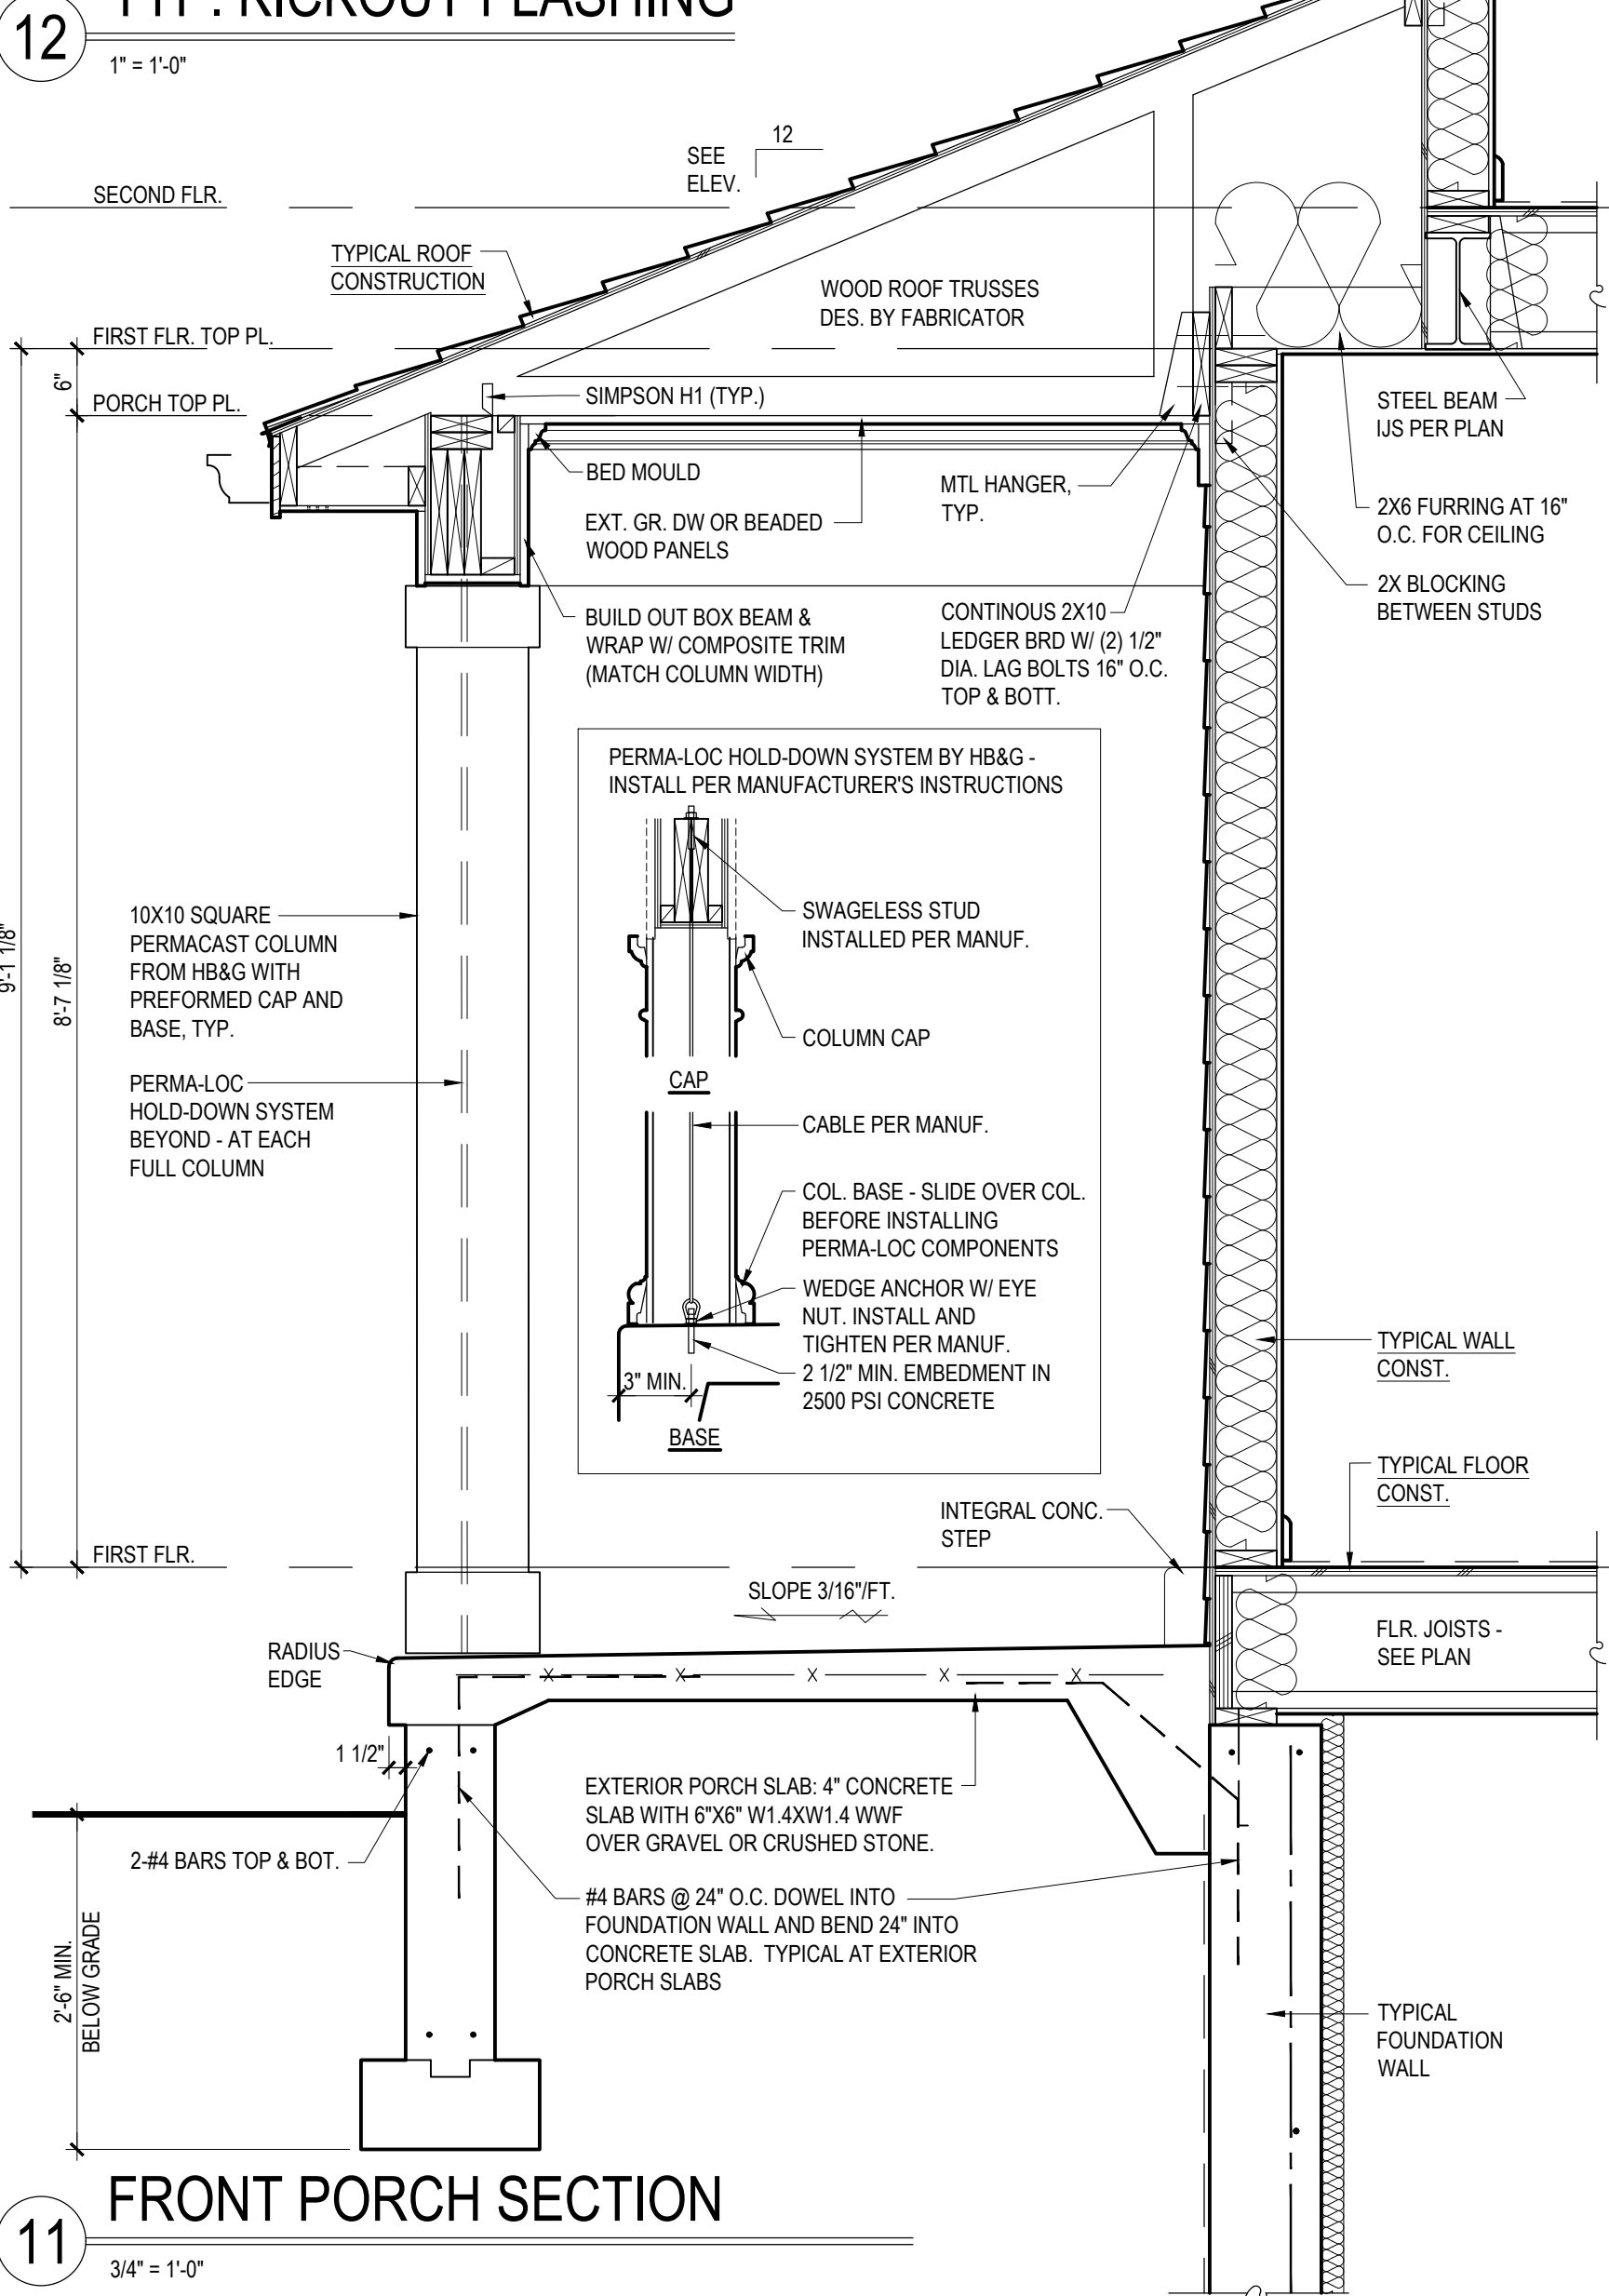 TYP. KICKOUT FLASHING
12
1" = 1'-0"
12
SEE
ELEV.
SECOND FLR.
TYPICAL ROOF
CONSTRUCTION
WOOD ROOF TRUSSES
DES. BY FABRICATOR
FIRST FLR. TOP PL.
6"
PORCH TOP PL.
SIMPSON H1 (TYP.)
STEEL BEAM
IJS PER PLAN
BED MOULD
MTL HANGER,
TYP.
EXT. GR. DW OR BEADED
WOOD PANELS
2X6 FURRING AT 16"
O.C. FOR CEILING
2X BLOCKING
BETWEEN STUDS
BUILD OUT BOX BEAM &
WRAP W/ COMPOSITE TRIM
(MATCH COLUMN WIDTH)
CONTINOUS 2X10
LEDGER BRD W/ (2) 1/2"
DIA. LAG BOLTS 16" O.C.
TOP & BOTT.
PERMA-LOC HOLD-DOWN SYSTEM BY HB&G -
INSTALL PER MANUFACTURER'S INSTRUCTIONS
9'-1 1/8"
8'-7 1/8"
10X10 SQUARE
PERMACAST COLUMN
FROM HB&G WITH
PREFORMED CAP AND
BASE, TYP.
SWAGELESS STUD
INSTALLED PER MANUF.
COLUMN CAP
CAP
PERMA-LOC
HOLD-DOWN SYSTEM
BEYOND - AT EACH
FULL COLUMN
CABLE PER MANUF.
COL. BASE - SLIDE OVER COL.
BEFORE INSTALLING
PERMA-LOC COMPONENTS
WEDGE ANCHOR W/ EYE
NUT. INSTALL AND
TIGHTEN PER MANUF.
2 1/2" MIN. EMBEDMENT IN
2500 PSI CONCRETE
3" MIN.
BASE
TYPICAL WALL
CONST.
TYPICAL FLOOR
CONST.
INTEGRAL CONC.
STEP
FIRST FLR.
SLOPE 3/16"/FT.
FLR. JOISTS -
SEE PLAN
RADIUS
EDGE
1 1/2"
EXTERIOR PORCH SLAB: 4" CONCRETE
SLAB WITH 6"X6" W1.4XW1.4 WWF
OVER GRAVEL OR CRUSHED STONE.
2-#4 BARS TOP & BOT.
#4 BARS @ 24" O.C. DOWEL INTO
FOUNDATION WALL AND BEND 24" INTO
CONCRETE SLAB. TYPICAL AT EXTERIOR
PORCH SLABS
2'-6" MIN.
BELOW GRADE
TYPICAL
FOUNDATION
WALL
FRONT PORCH SECTION
11
3/4" = 1'-0"